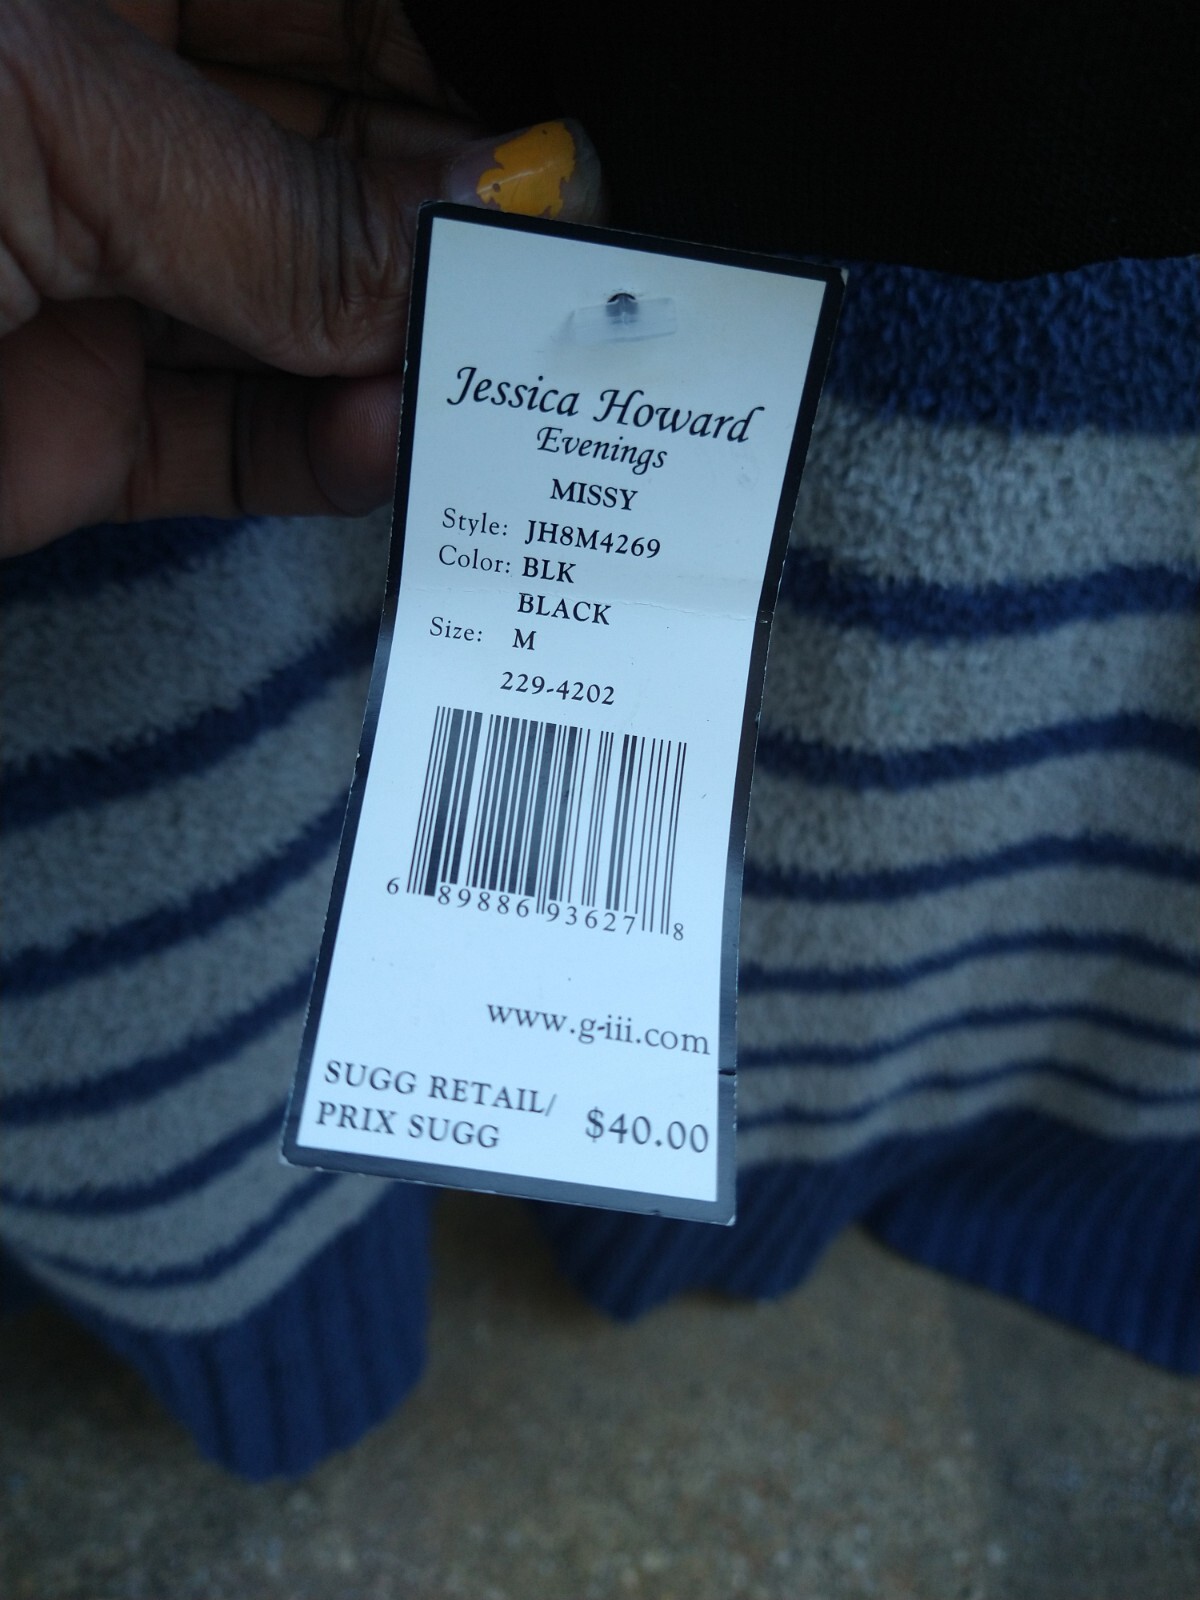 Jessica Howard
Evenings
MISSY
Style: JH8M4269
Color: BLK
BLACK
Size: M
229-4202
6 89886 93627 8
www.g-iii.com
SUGG RETAIL/
PRIX SUGG $40.00